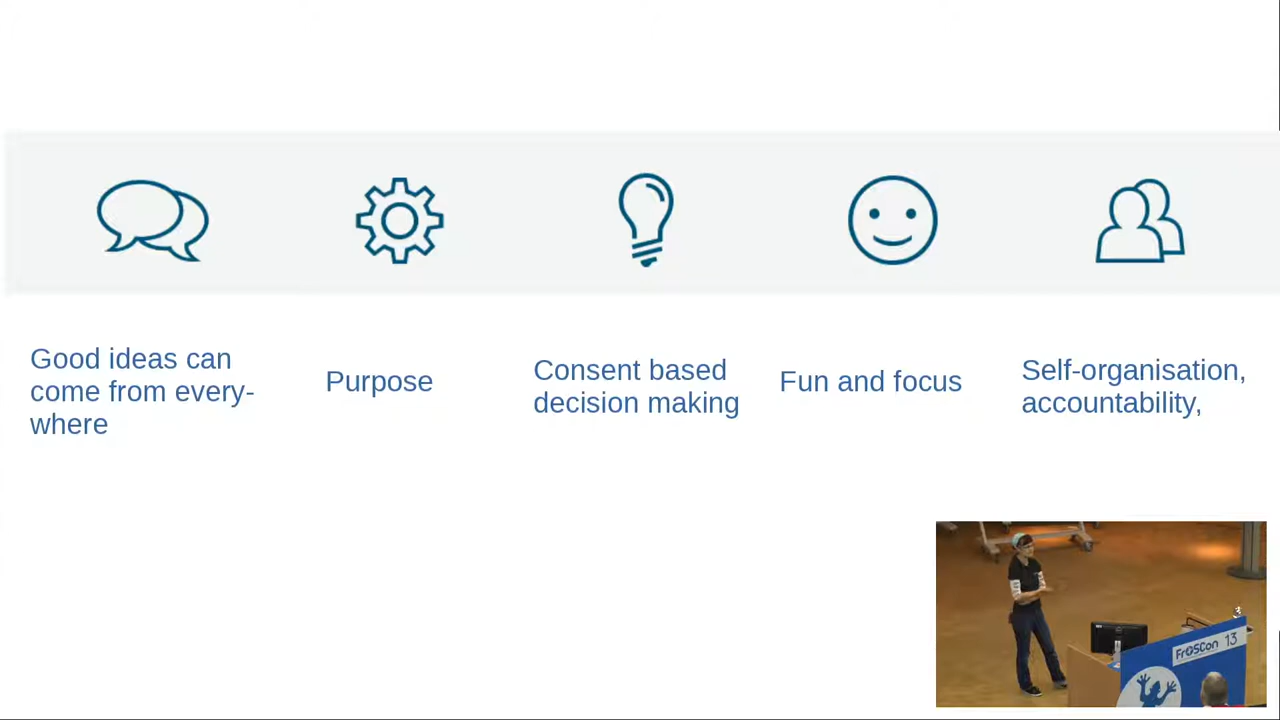 Good ideas can
come from every-
where
Purpose
Consent based
decision making
Fun and focus
Self-organisation,
accountability,
FrOSCon 13